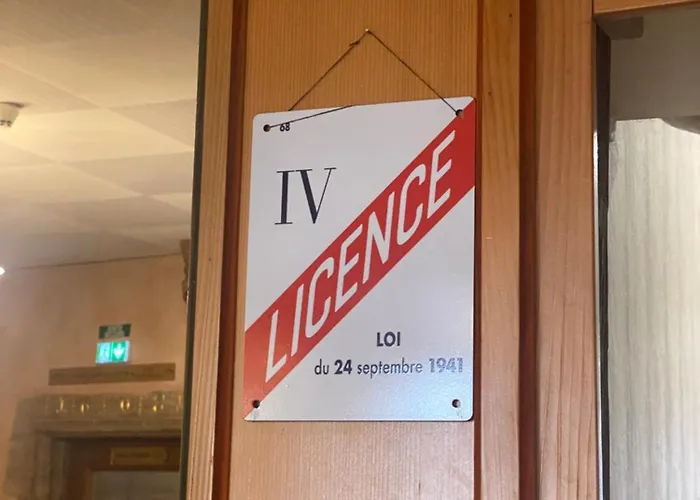 68
IV
LICENCE
LOI
du 24 septembre 1941